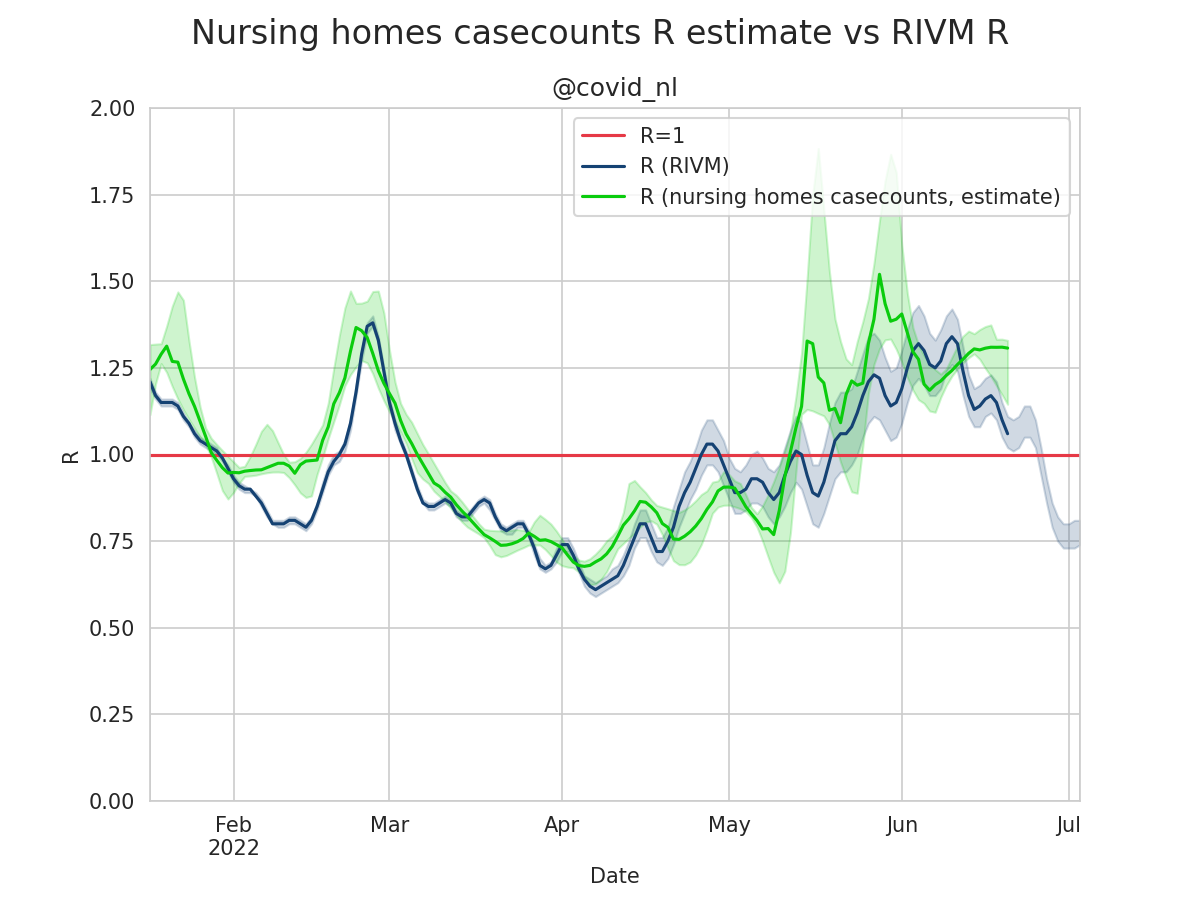 Nursing homes casecounts R estimate vs RIVM R
@covid_nl
R=1
R (RIVM)
R (nursing homes casecounts, estimate)
2.00
1.75
1.50
1.25
1.00
0.75
0.50
0.25
0.00
R
Feb
2022
Mar
Apr
May
Jun
Jul
Date